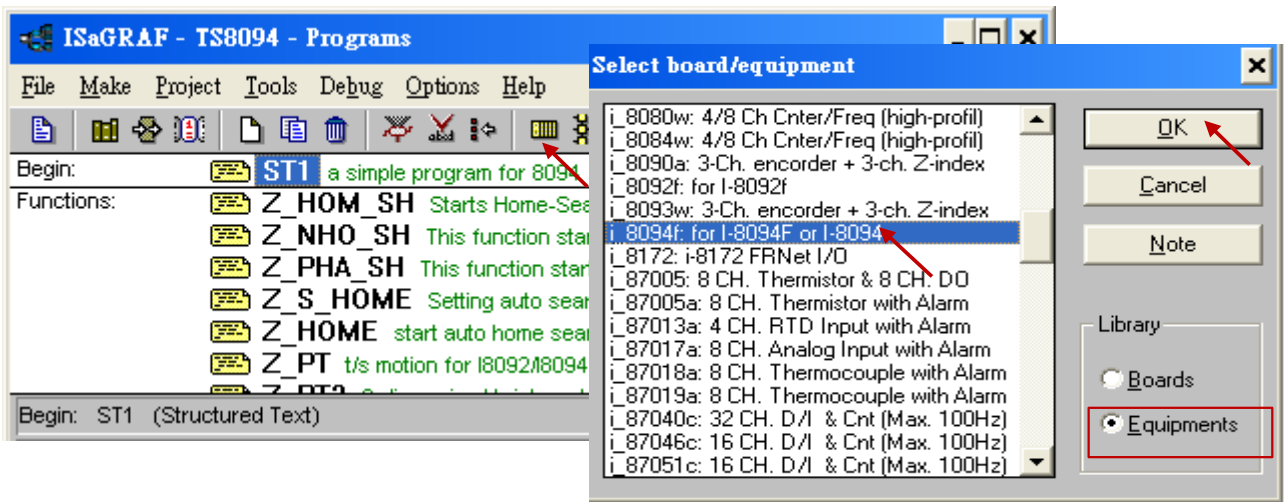 ISaGRAF - TS8094 - Programs
File Make Project Tools Debug Options Help
Begin: ST1 a simple program for 8094
Functions: Z_HOM_SH Starts Home-Sea
Z_NHO_SH This function star
Z_PHA_SH This function star
Z_S_HOME Setting auto sear
Z_HOME start auto home sear
Z_PT t/s motion for I8092/I8094
Begin: ST1 (Structured Text)
Select board/equipment
i_8080w: 4/8 Ch Cnter/Freq (high-profil)
i_8084w: 4/8 Ch Cnter/Freq (high-profil)
i_8090a: 3-Ch. encorder + 3-ch. Z-index
i_8092f: for I-8092f
i_8093w: 3-Ch. encorder + 3-ch. Z-index
i_8094f: for I-8094F or I-8094
i_8172: i-8172 FRNet I/O
i_87005: 8 CH. Thermistor & 8 CH. DO
i_87005a: 8 CH. Thermistor with Alarm
i_87013a: 4 CH. RTD Input with Alarm
i_87017a: 8 CH. Analog Input with Alarm
i_87018a: 8 CH. Thermocouple with Alarm
i_87019a: 8 CH. Thermocouple with Alarm
i_87040c: 32 CH. D/I & Cnt (Max. 100Hz)
i_87046c: 16 CH. D/I & Cnt (Max. 100Hz)
i_87051c: 16 CH. D/I & Cnt (Max. 100Hz)
OK
Cancel
Note
Library
Boards
Equipments